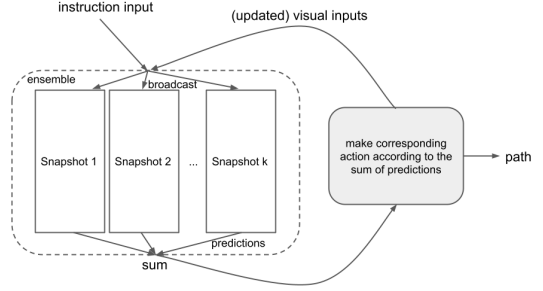 instruction input
(updated) visual inputs
ensemble
broadcast
Snapshot 1
Snapshot 2
...
Snapshot k
make corresponding
action according to the
sum of predictions
path
predictions
sum